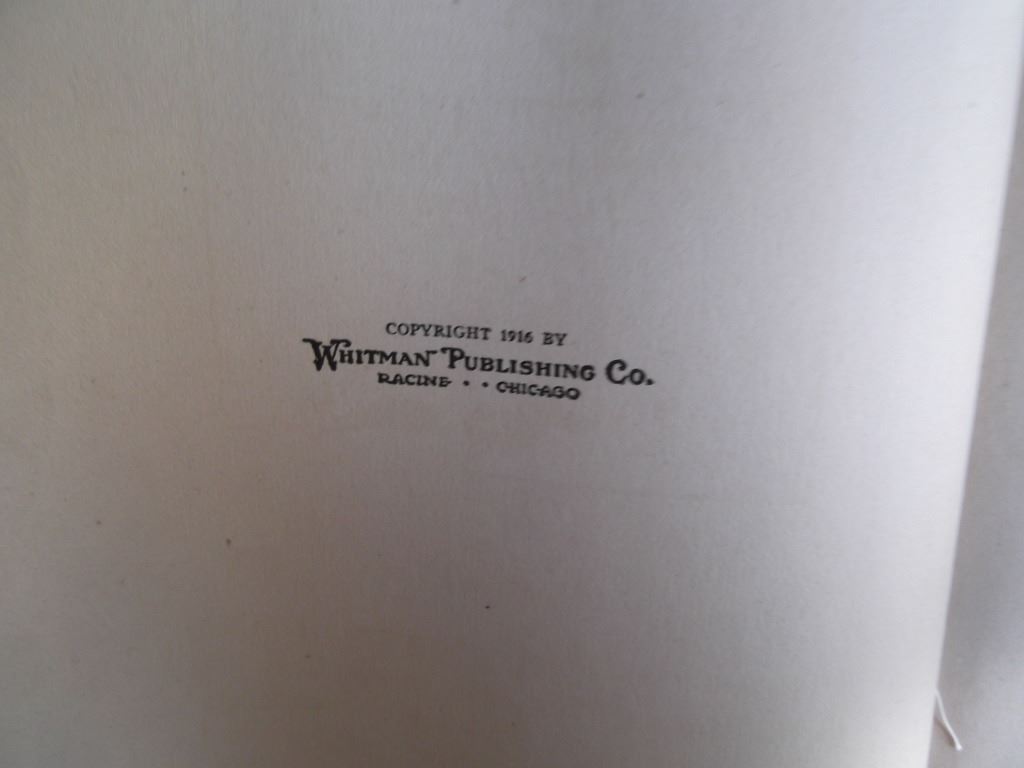 COPYRIGHT 1916 BY
WHITMAN PUBLISHING CO.
RACINE · · CHICAGO